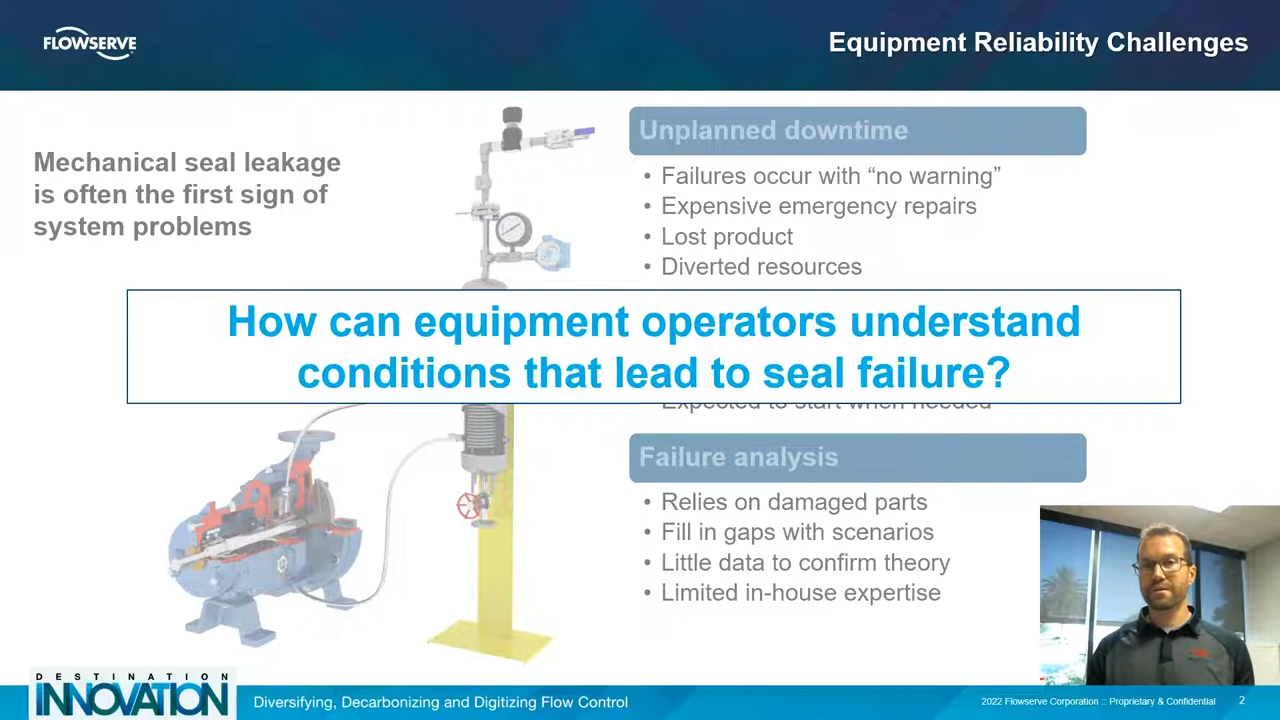 FLOWSERVE
Equipment Reliability Challenges
Mechanical seal leakage
is often the first sign of
system problems
Unplanned downtime
• Failures occur with “no warning”
• Expensive emergency repairs
• Lost product
• Diverted resources
How can equipment operators understand
conditions that lead to seal failure?
Expected to start when needed
Failure analysis
• Relies on damaged parts
• Fill in gaps with scenarios
• Little data to confirm theory
• Limited in-house expertise
DESTINATION
INNOVATION
Diversifying, Decarbonizing and Digitizing Flow Control
2022 Flowserve Corporation :: Proprietary & Confidential
2